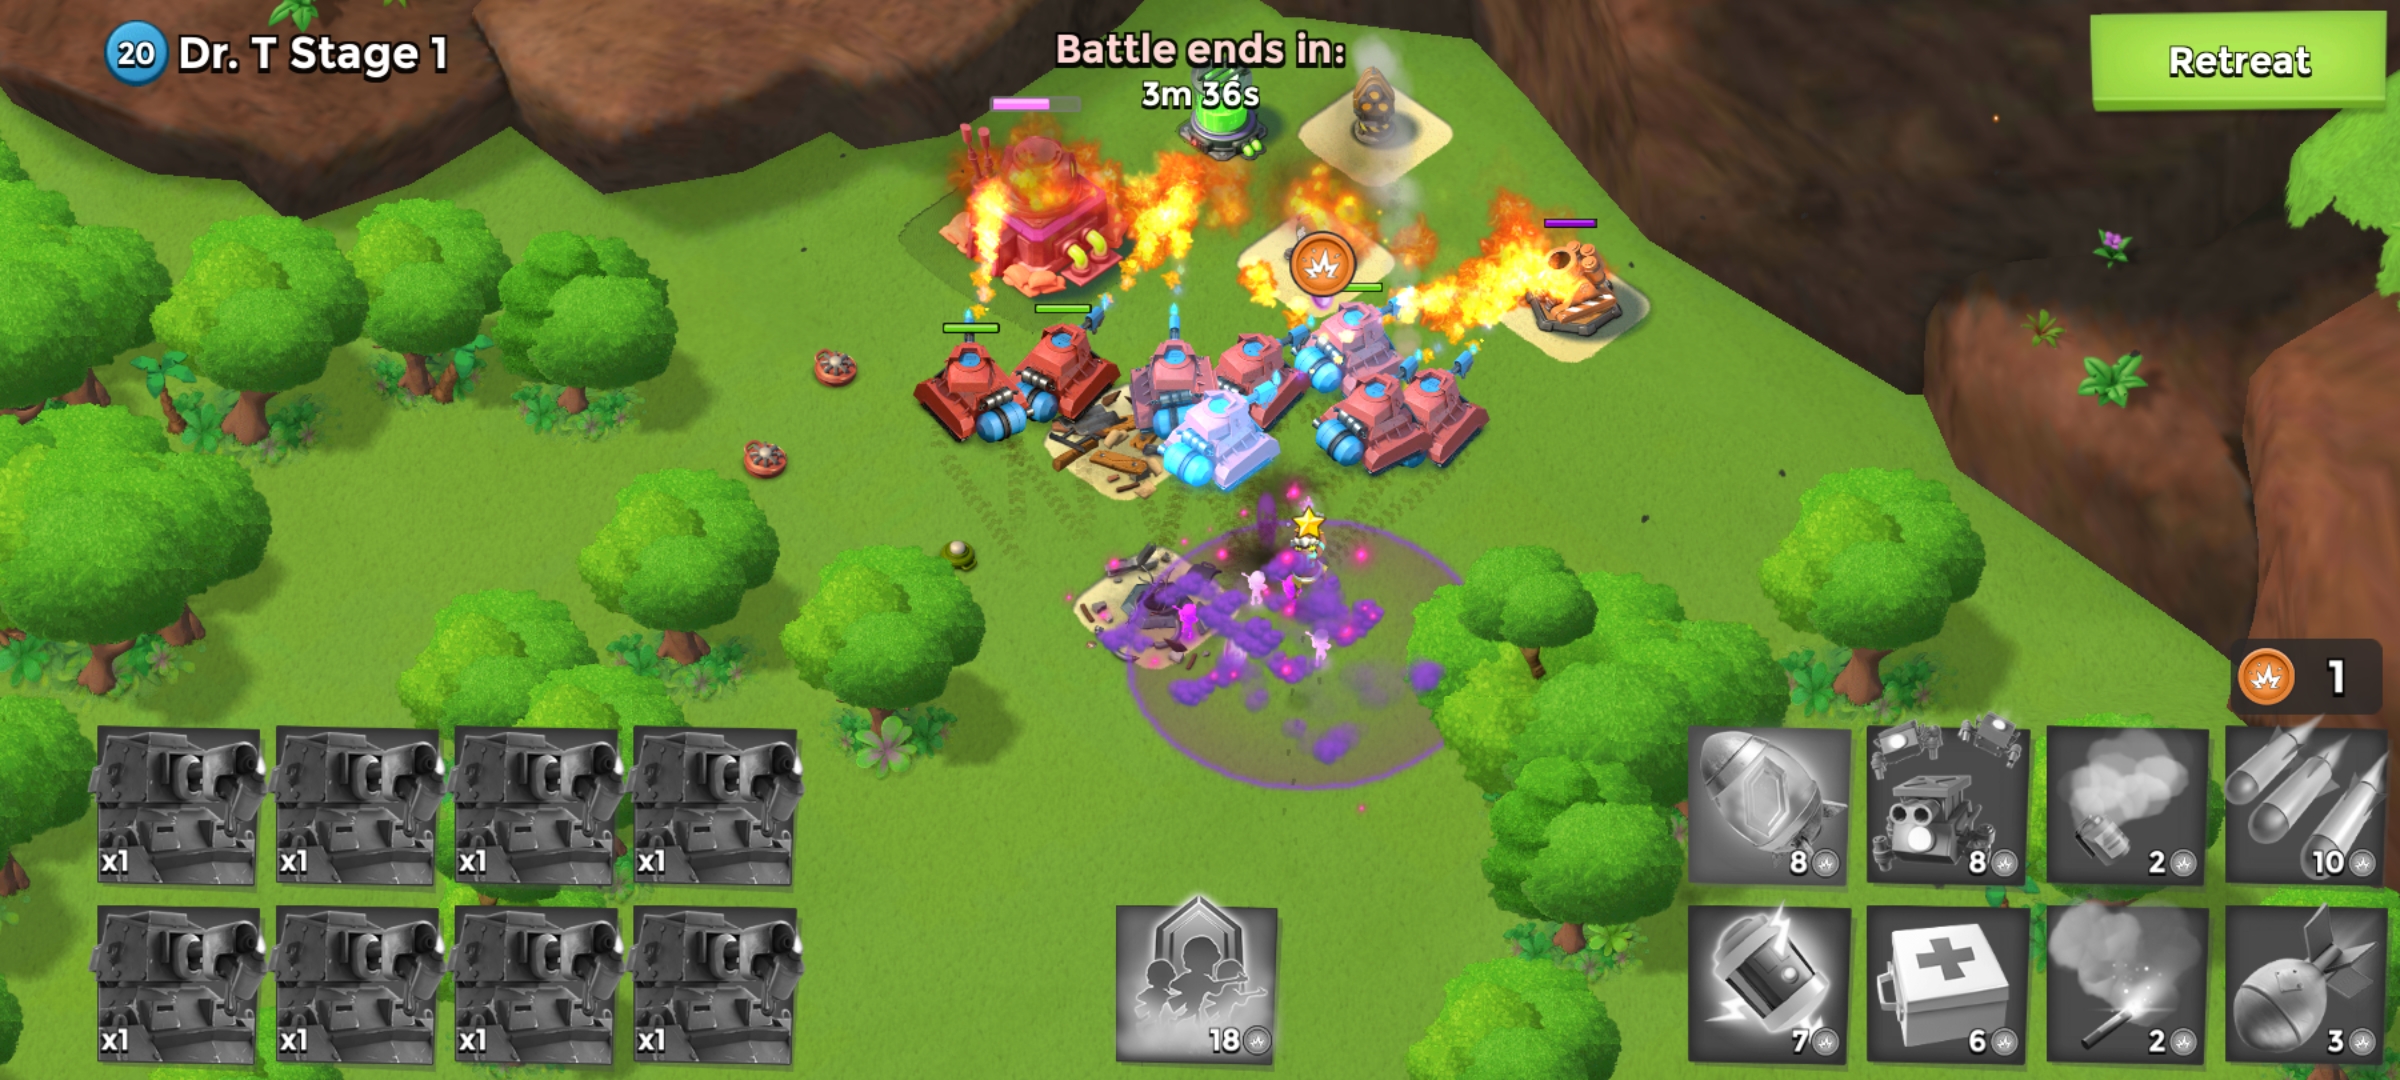 20 Dr. T Stage 1
Battle ends in:
3m 36s
Retreat
1
x1 x1 x1 x1
8 8 2 10
x1 x1 x1 x1
18
7 6 2 3